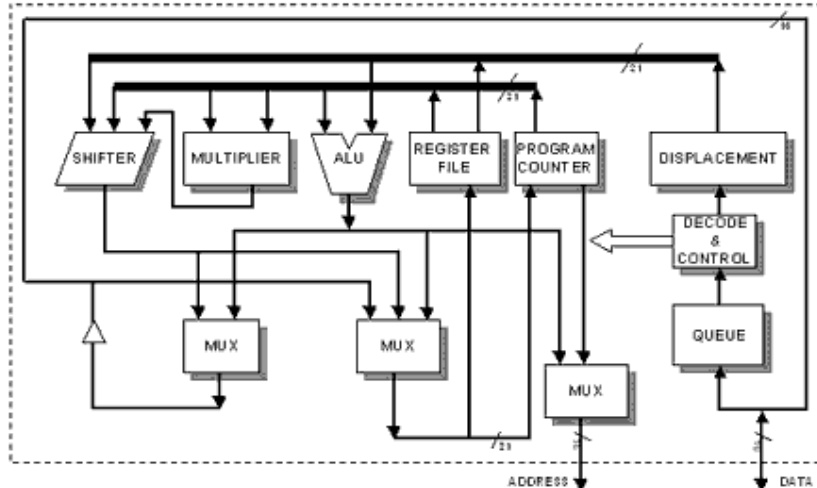 SHIFTER
MULTIPLIER
ALU
REGISTER
FILE
PROGRAM
COUNTER
DISPLACEMENT
DECODE
&
CONTROL
MUX
MUX
QUEUE
MUX
ADDRESS
DATA